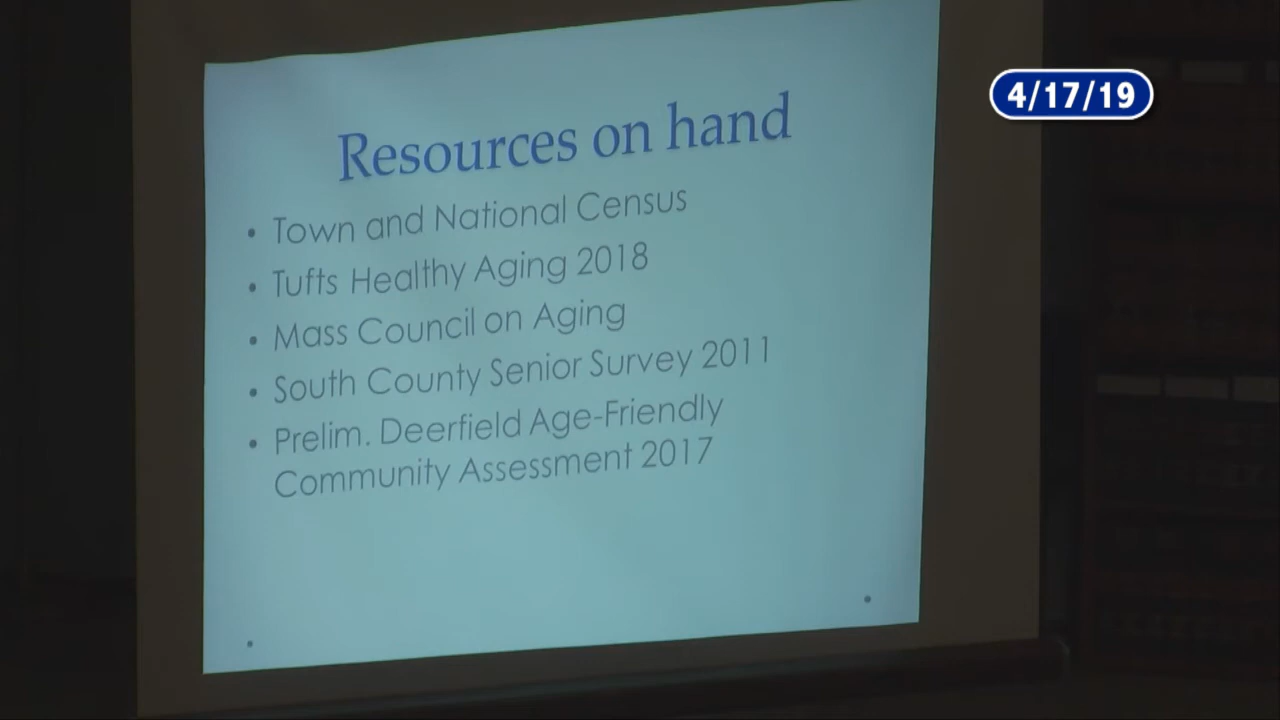 4/17/19
Resources on hand
• Town and National Census
• Tufts Healthy Aging 2018
• Mass Council on Aging
• South County Senior Survey 2011
• Prelim. Deerfield Age-Friendly
Community Assessment 2017